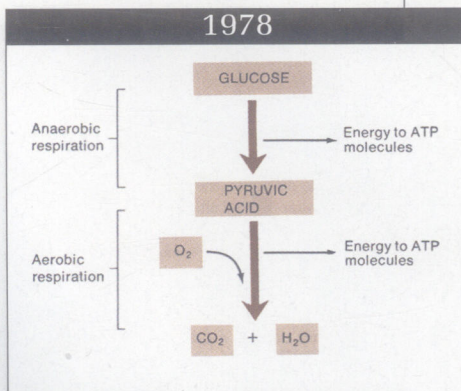 1978
GLUCOSE
Anaerobic
respiration
Energy to ATP
molecules
PYRUVIC
ACID
O₂
Aerobic
respiration
Energy to ATP
molecules
CO₂ + H₂O